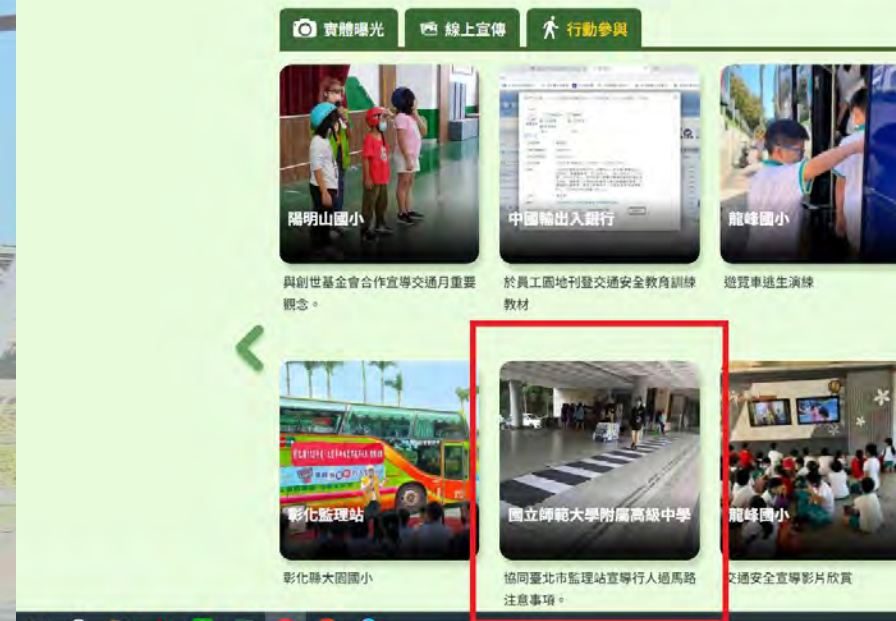 實體曝光
線上宣傳
行動參與
陽明山國小
中國輸出入銀行
龍峰國小
與創世基金會合作宣導交通月重要
觀念。
於員工園地刊登交通安全教育訓練
教材
遊覽車逃生演練
彰化監理站
國立師範大學附屬高級中學
龍峰國小
彰化縣大園國小
協同臺北市監理站宣導行人過馬路
注意事項。
交通安全宣導影片欣賞